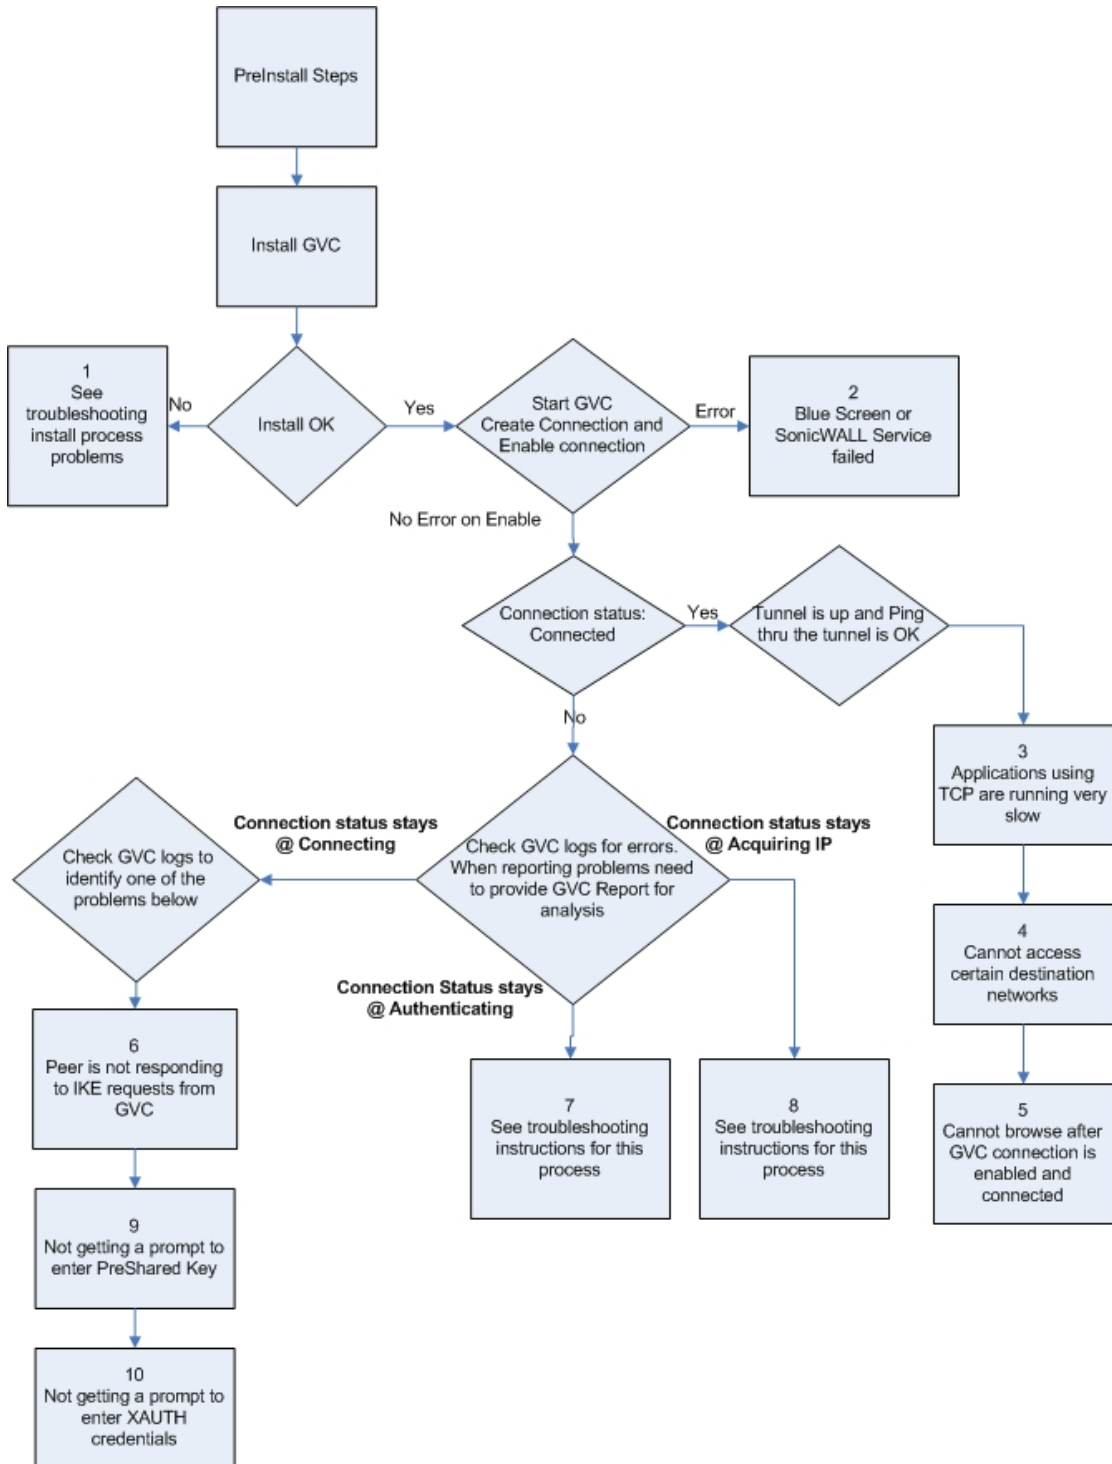 PreInstall Steps
Install GVC
1
See
troubleshooting
install process
problems
No
Install OK
Yes
Start GVC
Create Connection and
Enable connection
Error
2
Blue Screen or
SonicWALL Service
failed
No Error on Enable
Connection status:
Connected
Yes
Tunnel is up and Ping
thru the tunnel is OK
No
3
Applications using
TCP are running very
slow
Connection status stays
@ Connecting
Connection status stays
@ Acquiring IP
Check GVC logs to
identify one of the
problems below
Check GVC logs for errors.
When reporting problems need
to provide GVC Report for
analysis
4
Cannot access
certain destination
networks
Connection Status stays
@ Authenticating
6
Peer is not responding
to IKE requests from
GVC
7
See troubleshooting
instructions for this
process
8
See troubleshooting
instructions for this
process
5
Cannot browse after
GVC connection is
enabled and
connected
9
Not getting a prompt to
enter PreShared Key
10
Not getting a prompt to
enter XAUTH
credentials